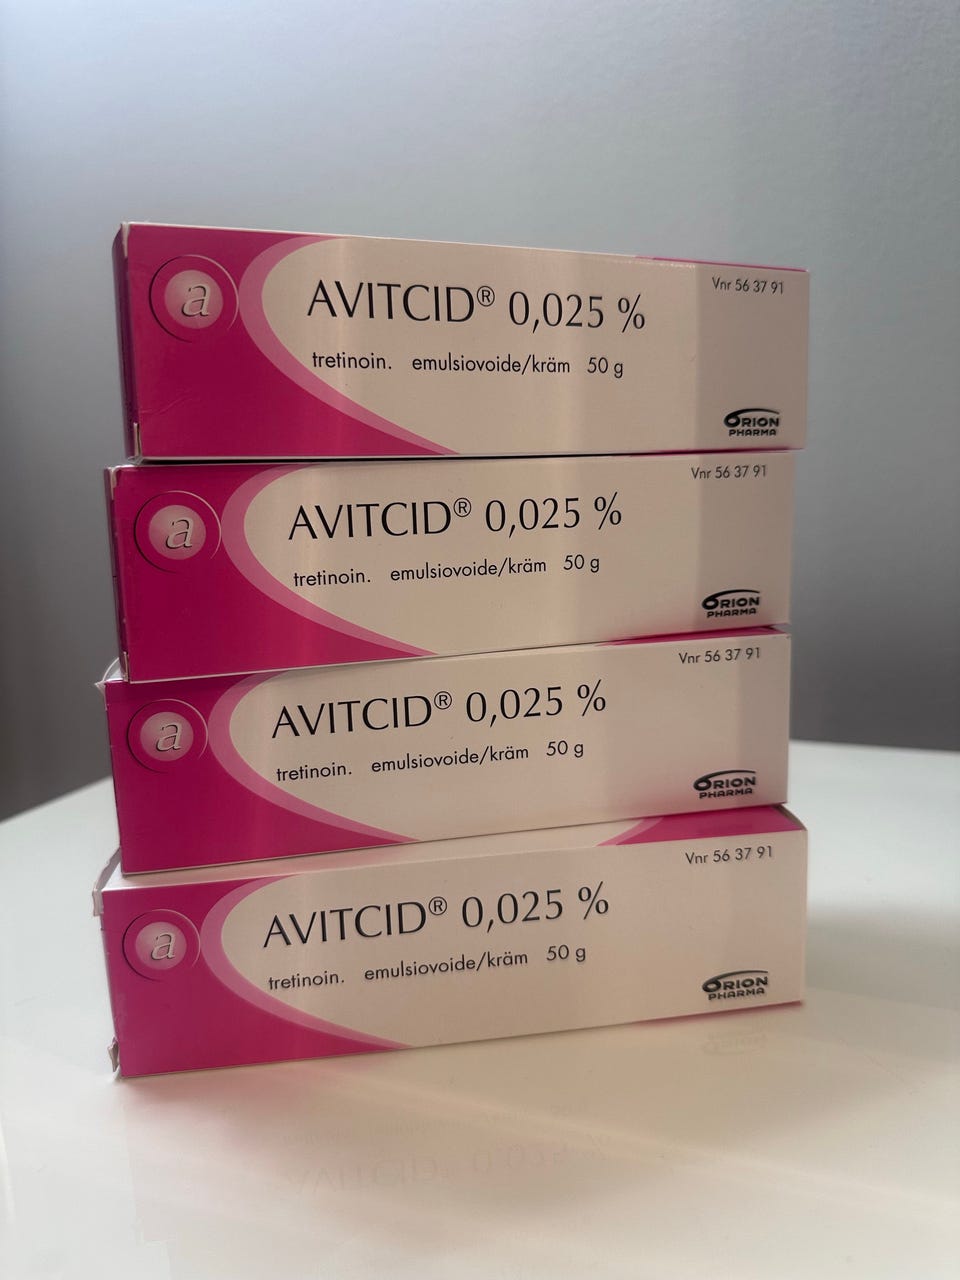 a
AVITCID® 0,025 %
Vnr 56 37 91
tretinoin. emulsiovoide/kräm 50 g
ORION
PHARMA
a
AVITCID® 0,025 %
Vnr 56 37 91
tretinoin. emulsiovoide/kräm 50 g
ORION
PHARMA
a
AVITCID® 0,025 %
Vnr 56 37 91
tretinoin. emulsiovoide/kräm 50 g
ORION
PHARMA
a
AVITCID® 0,025 %
Vnr 56 37 91
tretinoin. emulsiovoide/kräm 50 g
ORION
PHARMA